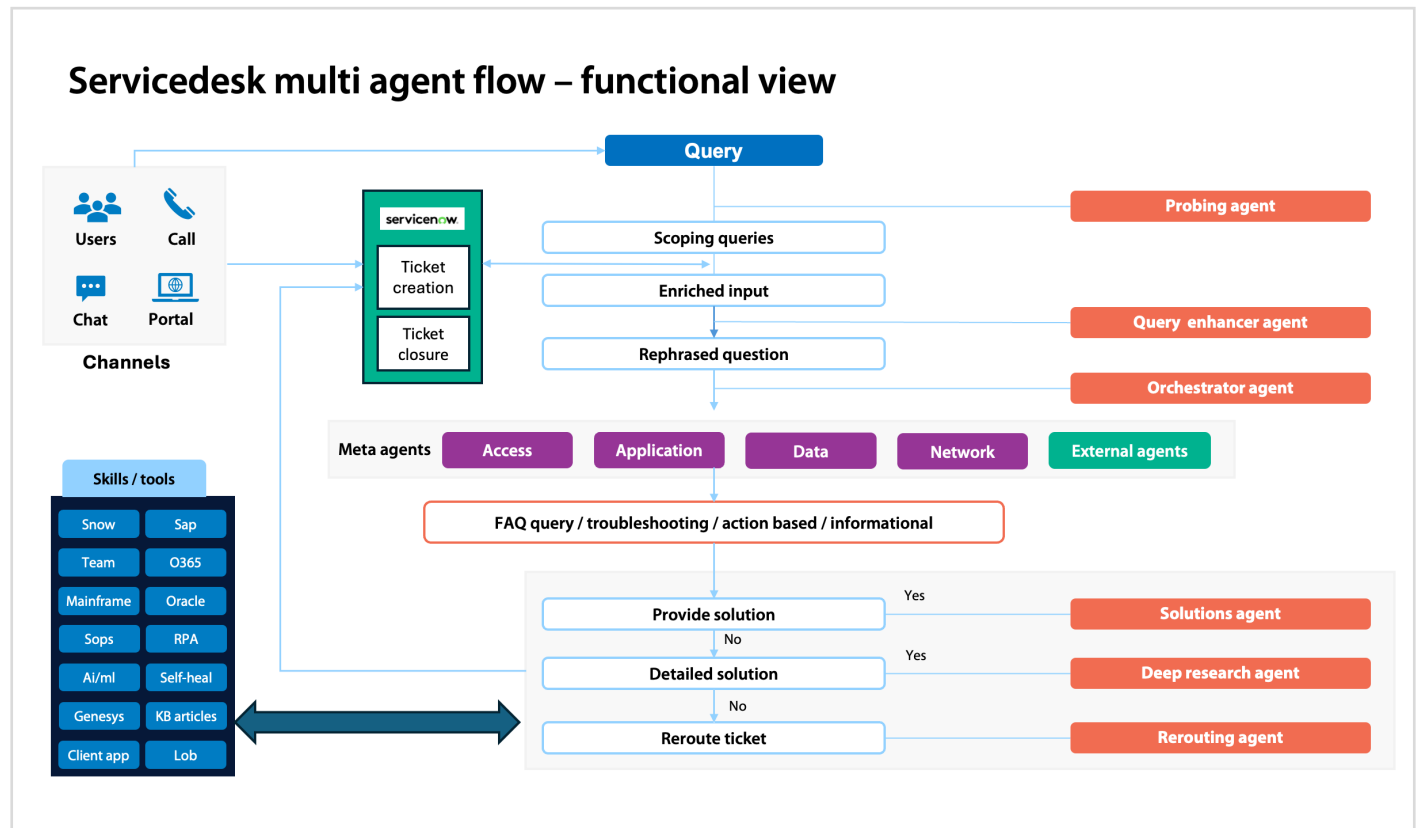 Servicedesk multi agent flow – functional view
Query
Users
Call
Chat
Portal
Channels
servicenow.
Ticket
creation
Ticket
closure
Probing agent
Scoping queries
Enriched input
Query enhancer agent
Rephrased question
Orchestrator agent
Meta agents
Access
Application
Data
Network
External agents
FAQ query / troubleshooting / action based / informational
Skills / tools
Snow
Sap
Team
O365
Mainframe
Oracle
Sops
RPA
Ai/ml
Self-heal
Genesys
KB articles
Client app
Lob
Provide solution
Yes
Solutions agent
No
Detailed solution
Yes
Deep research agent
No
Reroute ticket
Rerouting agent